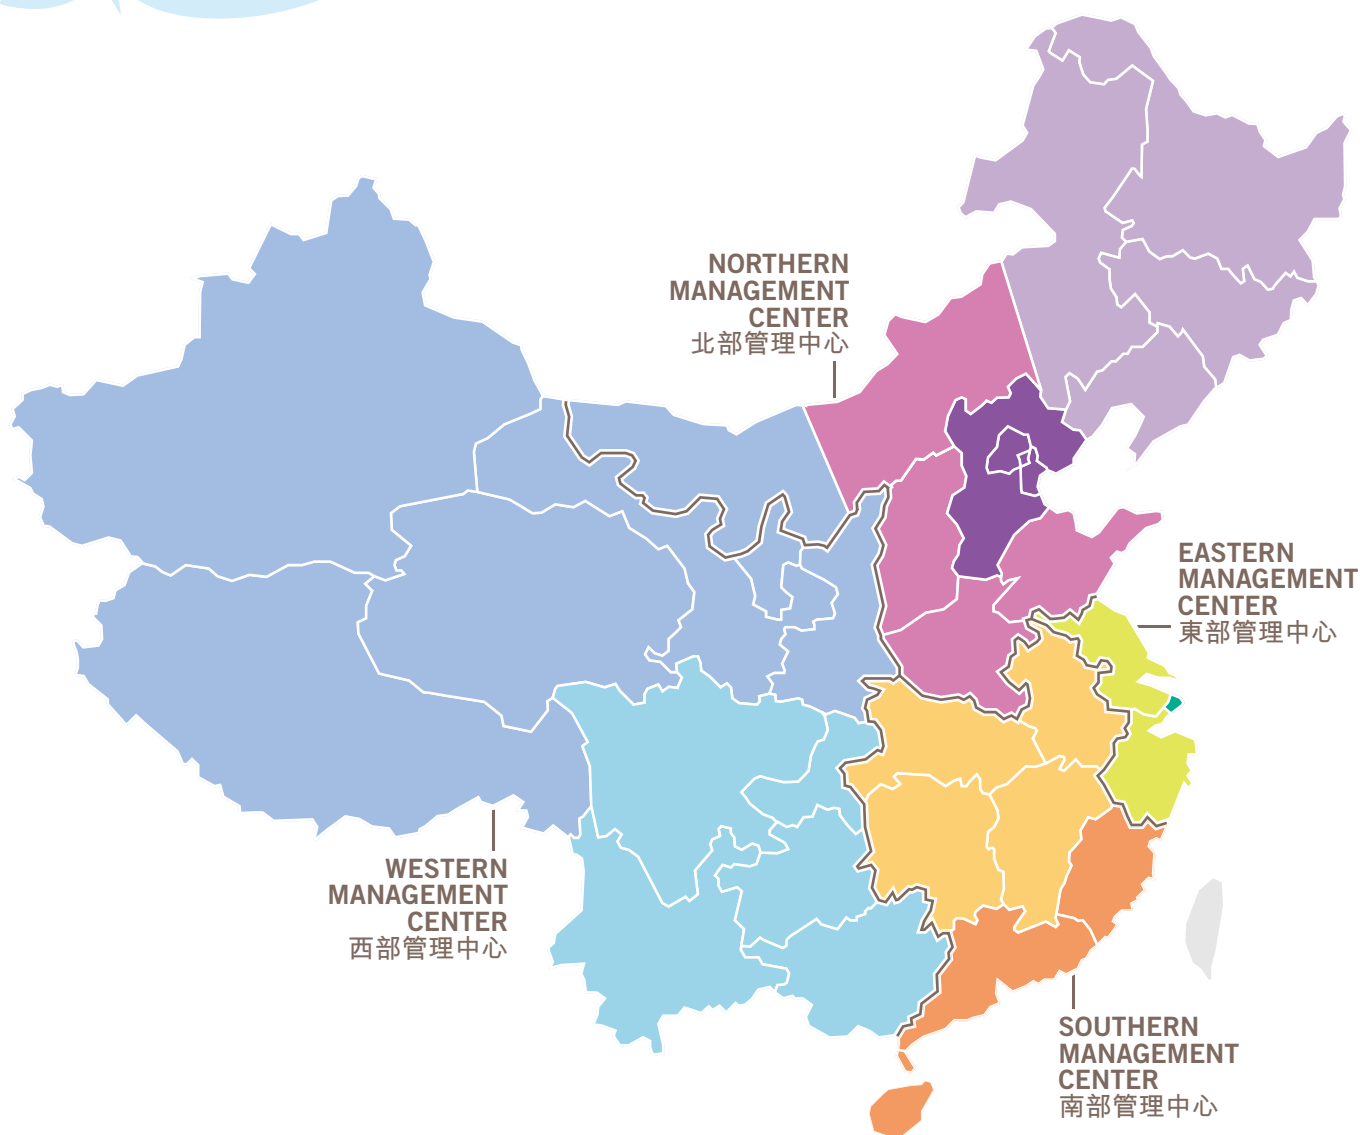 NORTHERN
MANAGEMENT
CENTER
北部管理中心
EASTERN
MANAGEMENT
CENTER
東部管理中心
WESTERN
MANAGEMENT
CENTER
西部管理中心
SOUTHERN
MANAGEMENT
CENTER
南部管理中心